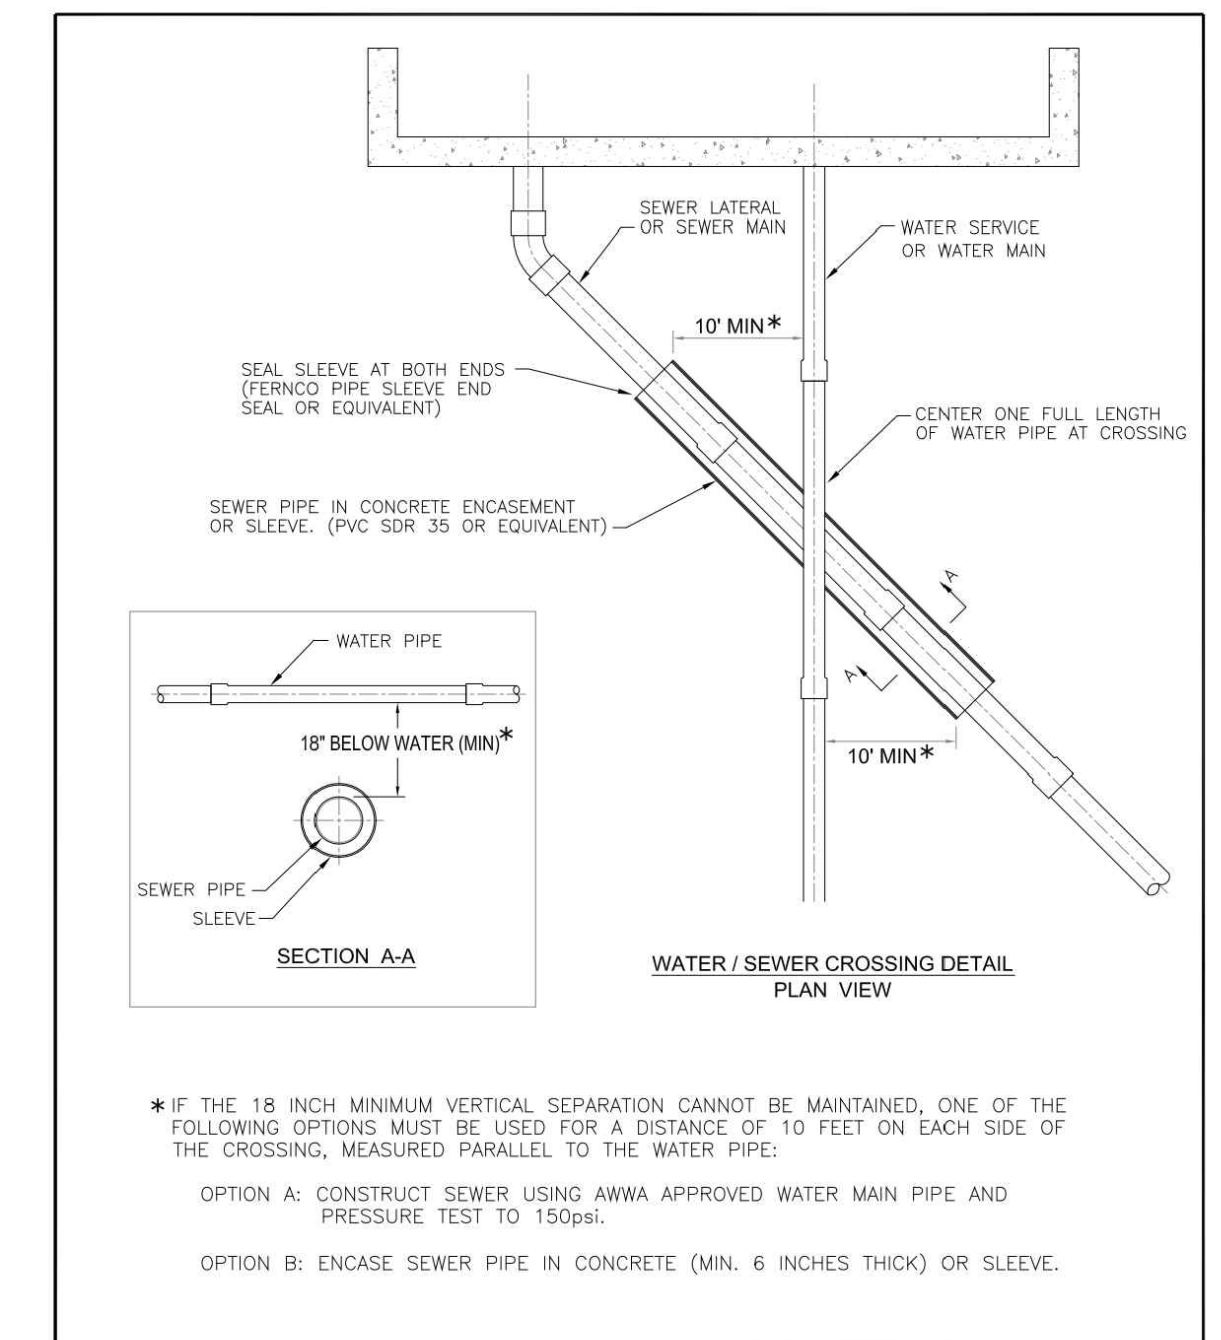 SEWER LATERAL
OR SEWER MAIN
WATER SERVICE
OR WATER MAIN
10' MIN*
SEAL SLEEVE AT BOTH ENDS
(FERNCO PIPE SLEEVE END
SEAL OR EQUIVALENT)
CENTER ONE FULL LENGTH
OF WATER PIPE AT CROSSING
SEWER PIPE IN CONCRETE ENCASEMENT
OR SLEEVE. (PVC SDR 35 OR EQUIVALENT)
A
A
10' MIN*
WATER PIPE
18" BELOW WATER (MIN)*
SEWER PIPE
SLEEVE
SECTION A-A
WATER / SEWER CROSSING DETAIL
PLAN VIEW
* IF THE 18 INCH MINIMUM VERTICAL SEPARATION CANNOT BE MAINTAINED, ONE OF THE
FOLLOWING OPTIONS MUST BE USED FOR A DISTANCE OF 10 FEET ON EACH SIDE OF
THE CROSSING, MEASURED PARALLEL TO THE WATER PIPE:
OPTION A: CONSTRUCT SEWER USING AWWA APPROVED WATER MAIN PIPE AND
PRESSURE TEST TO 150psi.
OPTION B: ENCASE SEWER PIPE IN CONCRETE (MIN. 6 INCHES THICK) OR SLEEVE.